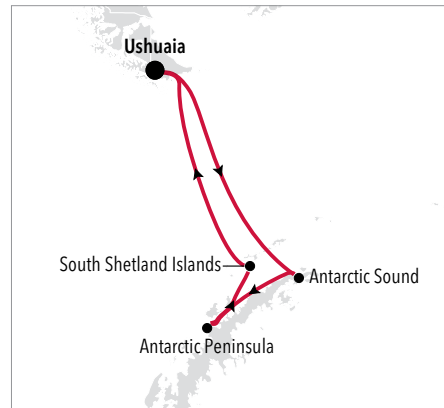 Ushuaia
South Shetland Islands
Antarctic Sound
Antarctic Peninsula